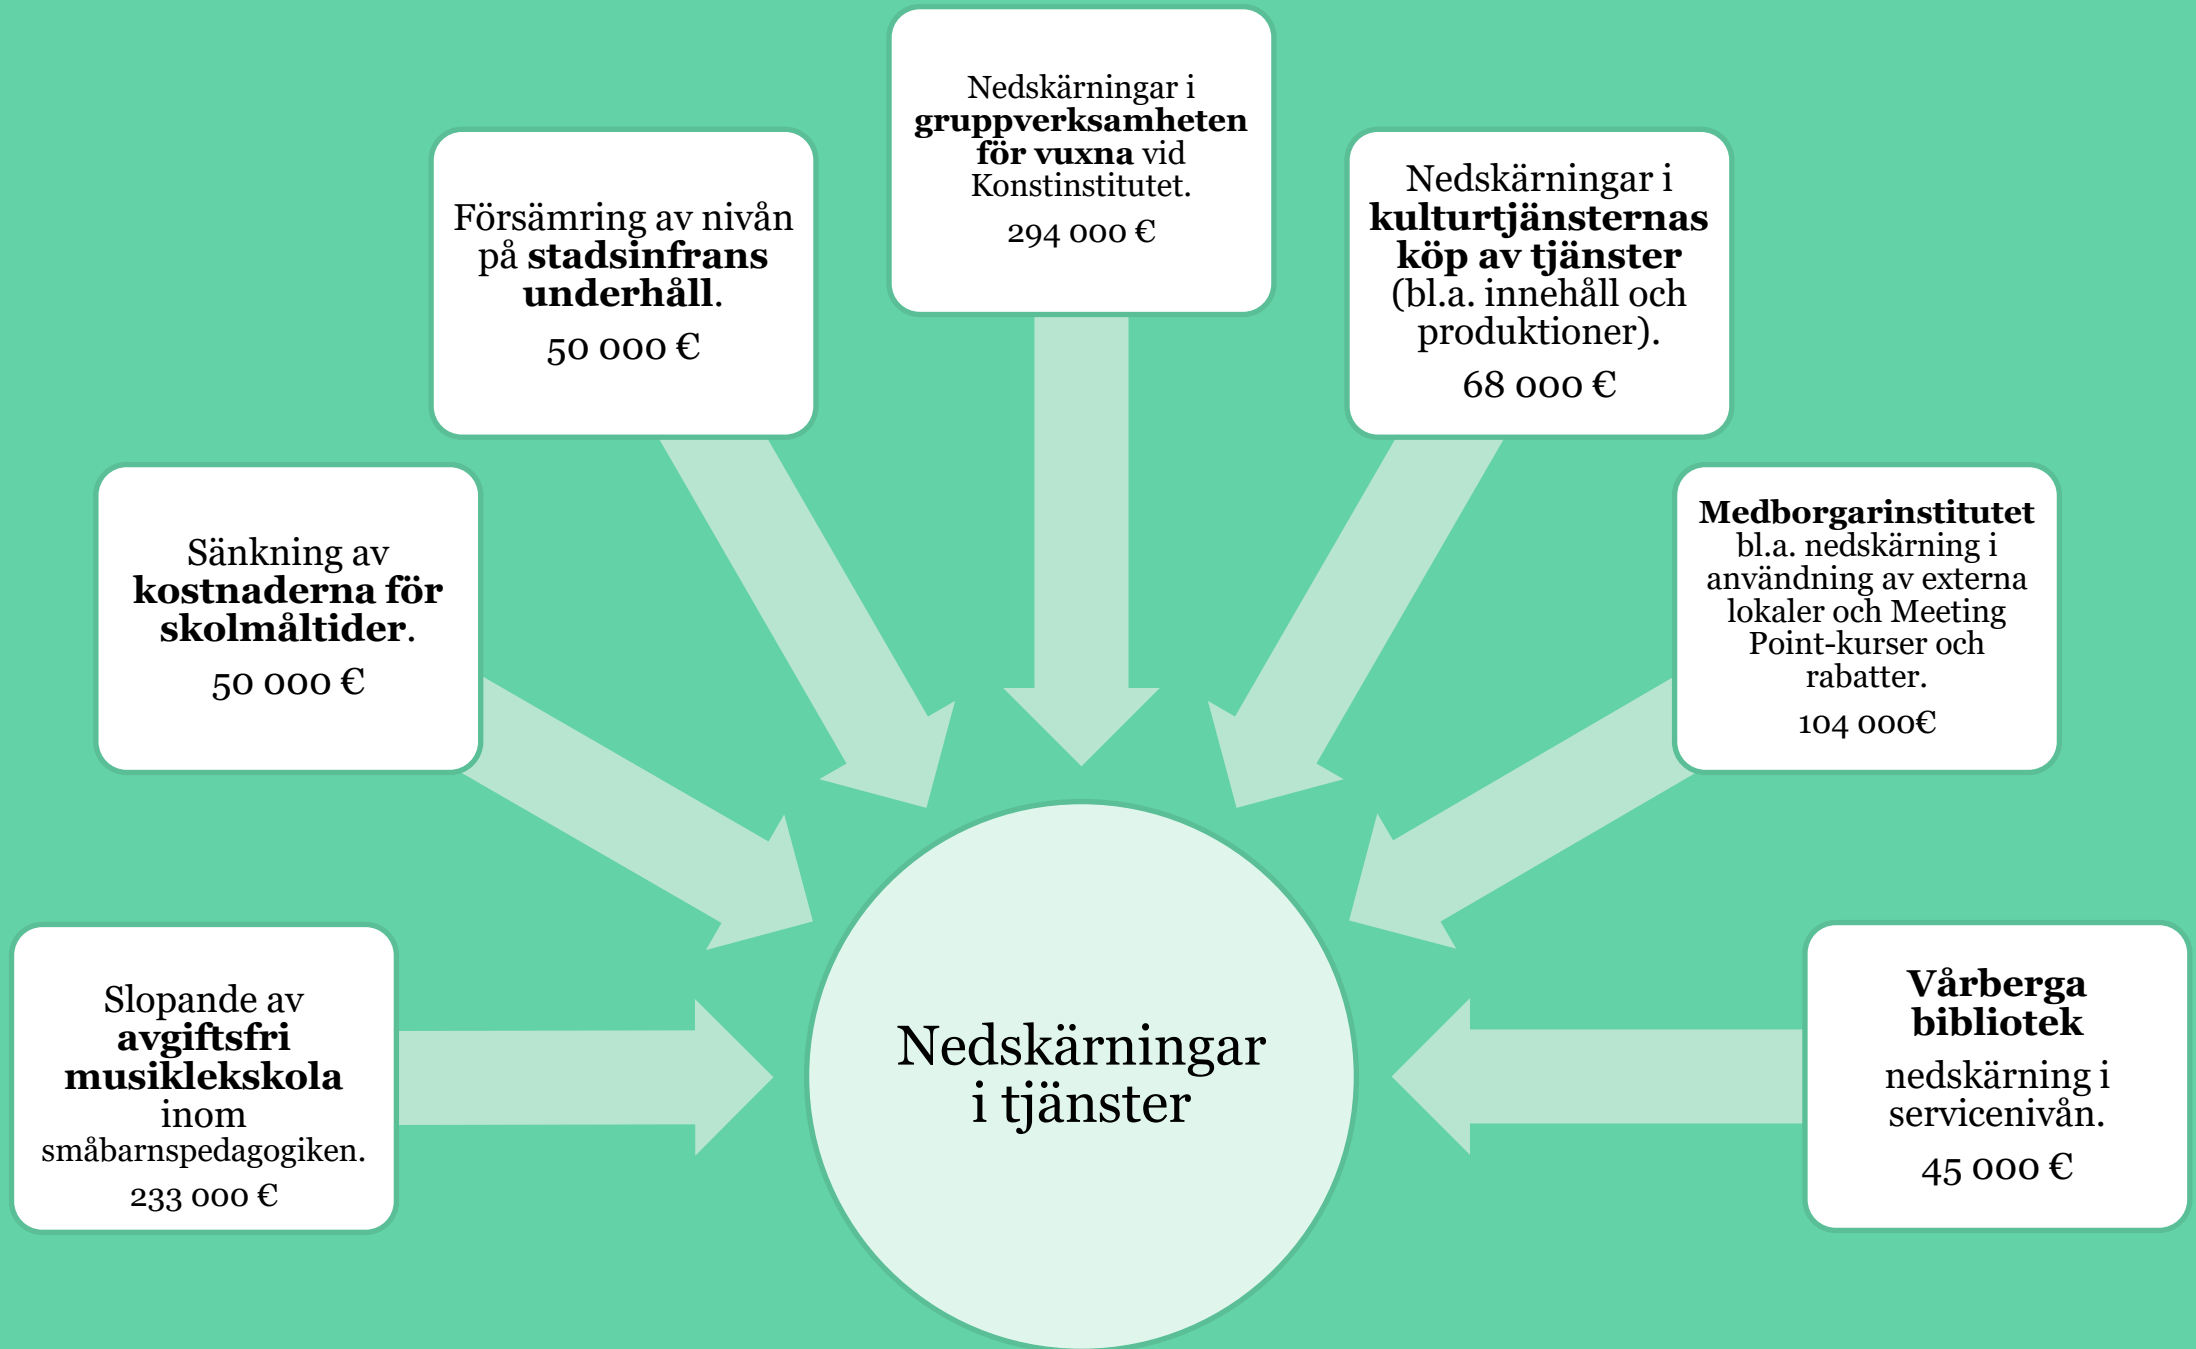 Nedskärningar i
gruppverksamheten
för vuxna vid
Konstinstitutet.
294 000 €
Försämring av nivån
på stadsinfrans
underhåll.
50 000 €
Nedskärningar i
kulturtjänsternas
köp av tjänster
(bl.a. innehåll och
produktioner).
68 000 €
Sänkning av
kostnaderna för
skolmåltider.
50 000 €
Medborgarinstitutet
bl.a. nedskärning i
användning av externa
lokaler och Meeting
Point-kurser och
rabatter.
104 000€
Slopande av
avgiftsfri
musiklekskola
inom
småbarnspedagogiken.
233 000 €
Nedskärningar
i tjänster
Vårberga
bibliotek
nedskärning i
servicenivån.
45 000 €